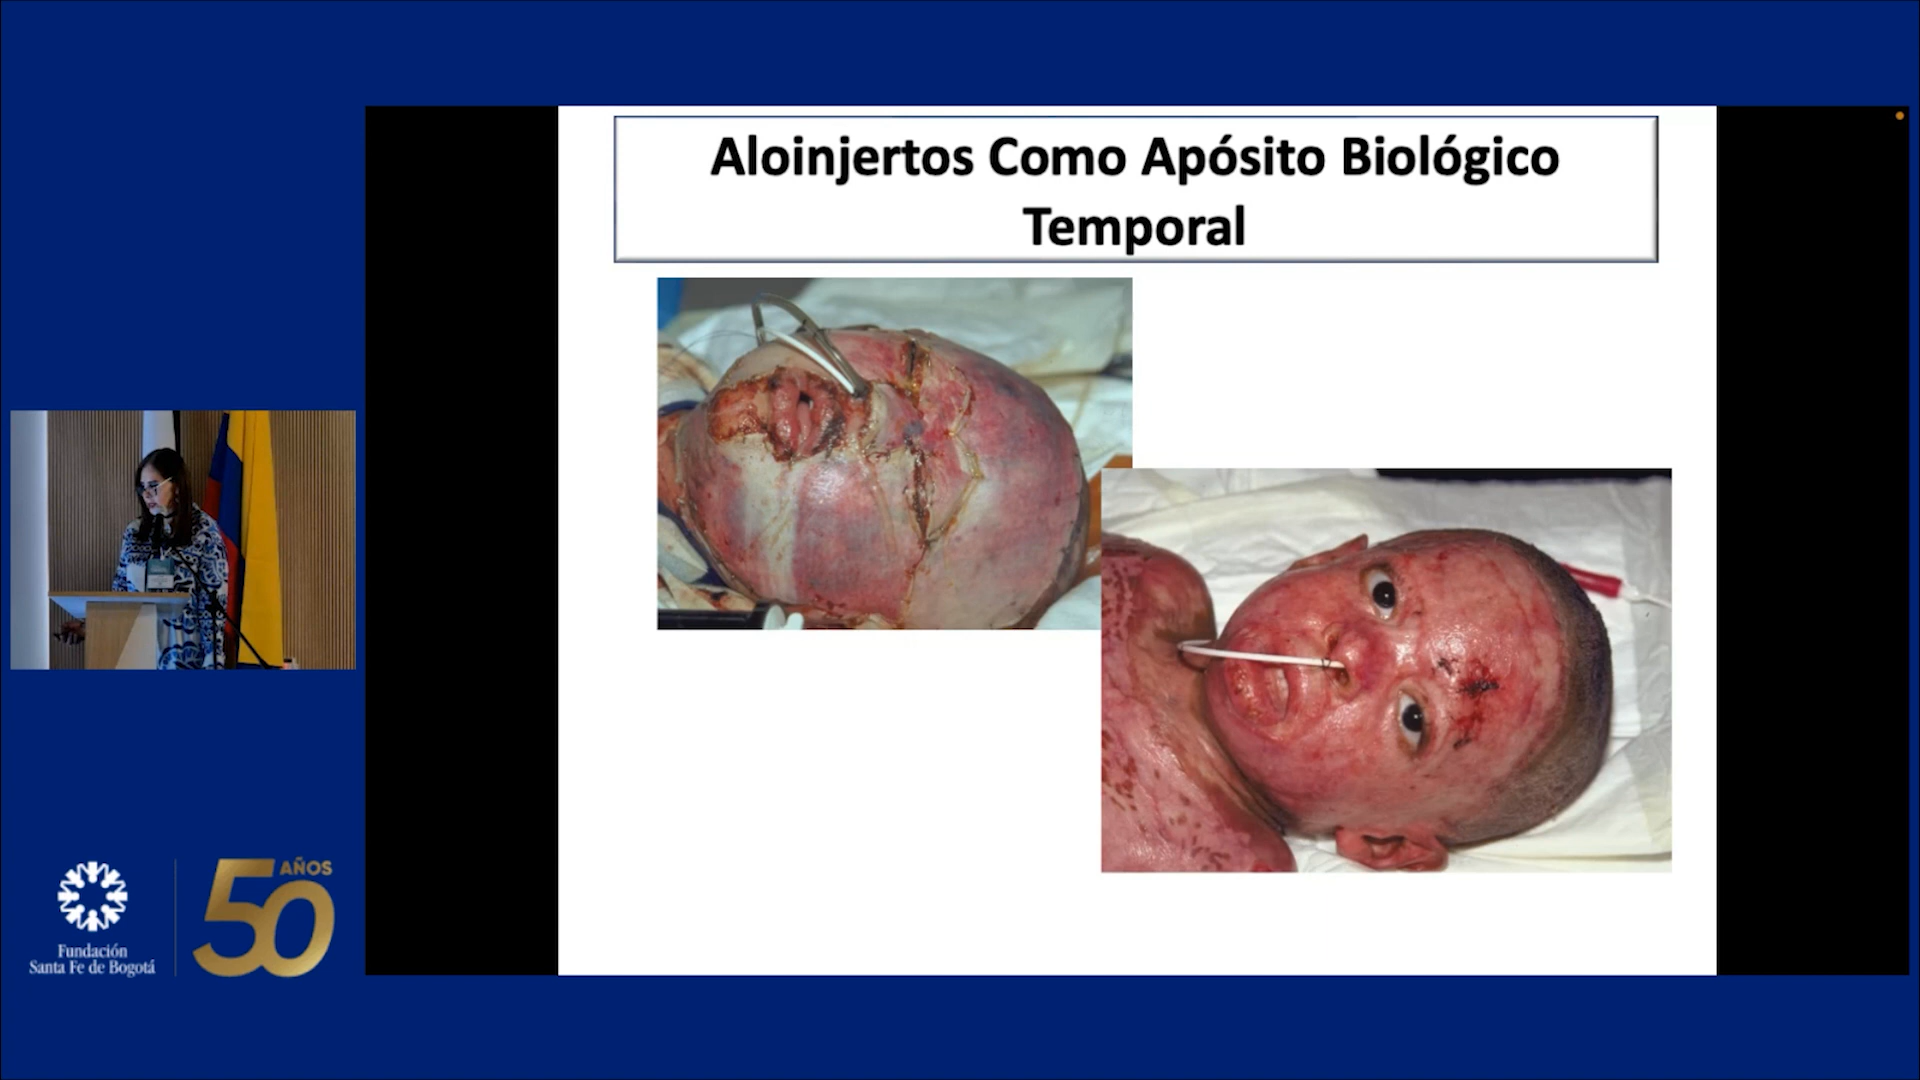 Aloinjertos Como Apósito Biológico
Temporal
Fundación
Santa Fe de Bogotá
50
AÑOS